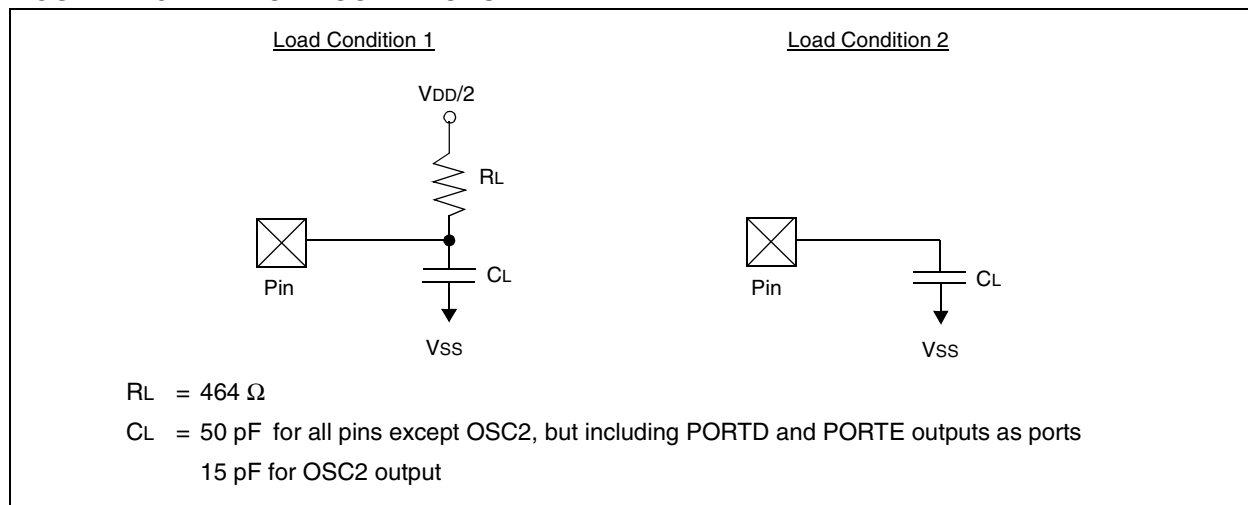 Load Condition 1
Load Condition 2
VDD/2
RL
CL
Pin
VSS
CL
Pin
VSS
RL = 464 Ω
CL = 50 pF for all pins except OSC2, but including PORTD and PORTE outputs as ports
15 pF for OSC2 output